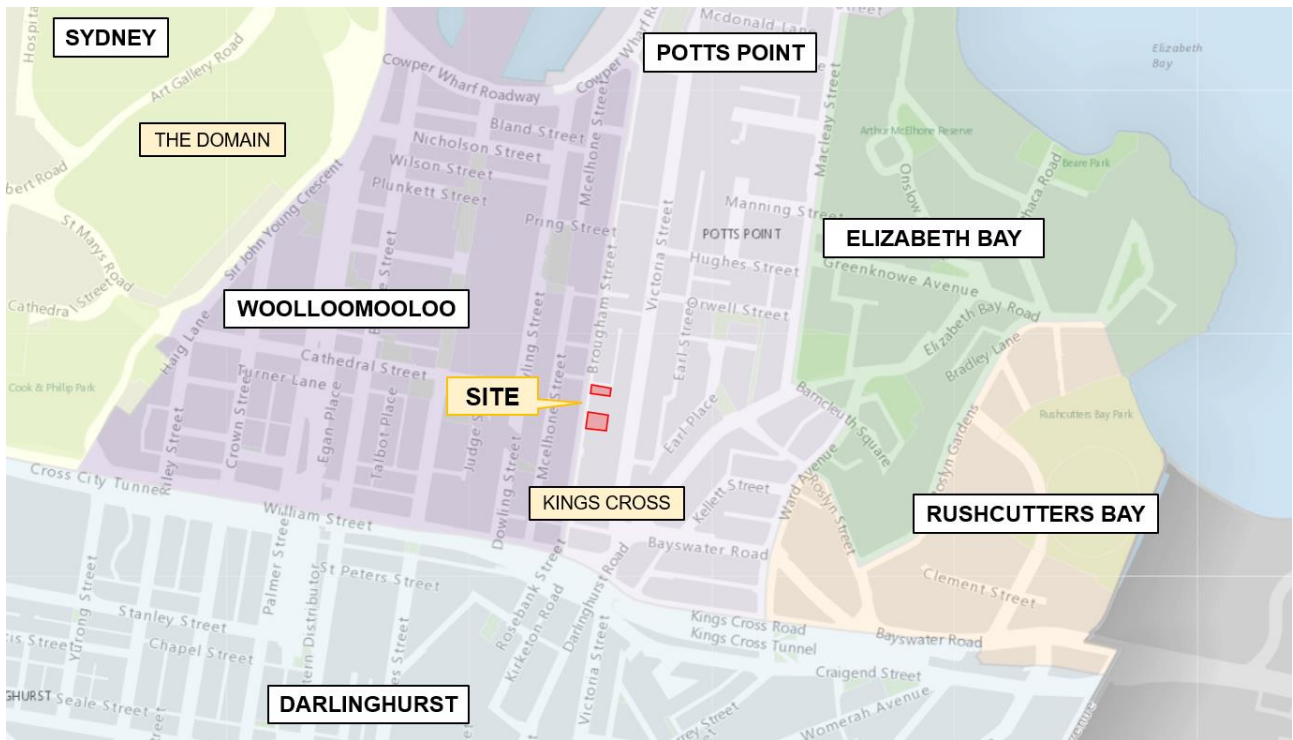 SYDNEY
POTTS POINT
THE DOMAIN
ELIZABETH BAY
WOOLLOOMOOLOO
SITE
KINGS CROSS
RUSHCUTTERS BAY
DARLINGHURST
Art Gallery Road
Cowper Wharf Roadway
Mcdonald Lane
Street
Elizabeth
Bay
Bland Street
Nicholson Street
Wilson Street
Plunkett Street
Mcelhone Street
Macleay Street
Arthur McElhone Reserve
Beare Park
Onslow
St Marys Road
Sir John Young Crescent
Pring Street
Manning Street
POTTS POINT
Hughes Street
Greenknowe Avenue
Victoria Street
Brougham Street
Orwell Street
Elizabeth Bay Road
Bradley Lane
Earl Street
Haig Lane
Cathedral Street
Turner Lane
Cook & Phillip Park
Crown Street
Egan Place
Talbot Place
Riley Street
Dowling Street
Mcelhone Street
Earl Place
Barncleuth Square
Rushcutters Bay Park
Kellett Street
Ward Avenue
Roslyn Street
Roslyn Gardens
Cross City Tunnel
William Street
Bayswater Road
Clement Street
St Peters Street
Palmer Street
Yurong Street
Stanley Street
Chapel Street
Rosebank Street
Kirketon Road
Darlinghurst Road
Darlinghurst Road
Victoria Street
Kings Cross Road
Kings Cross Tunnel
Bayswater Road
Craigend Street
Womerah Avenue
Seale Street